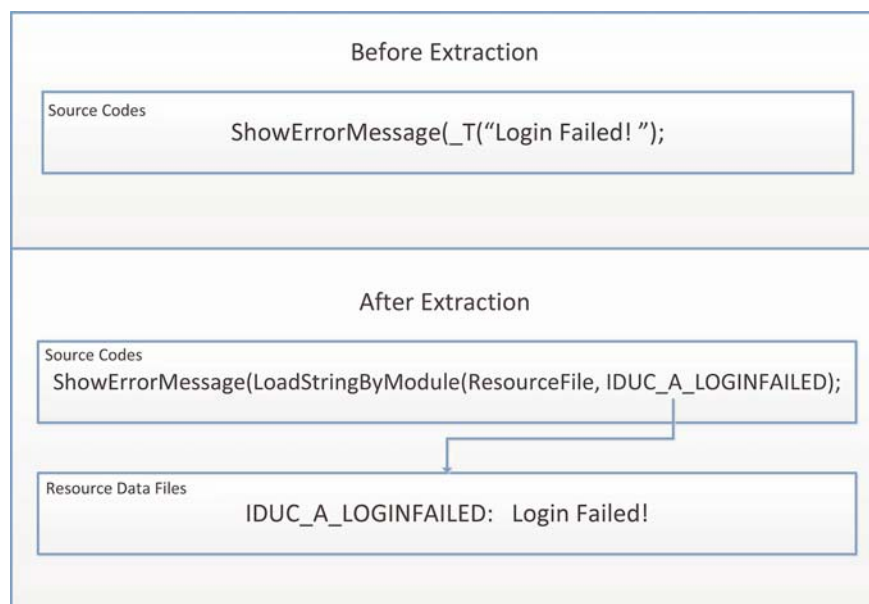 Before Extraction
Source Codes
ShowErrorMessage(_T(“Login Failed! ”);
After Extraction
Source Codes
ShowErrorMessage(LoadStringByModule(ResourceFile, IDUC_A_LOGINFAILED);
Resource Data Files
IDUC_A_LOGINFAILED: Login Failed!